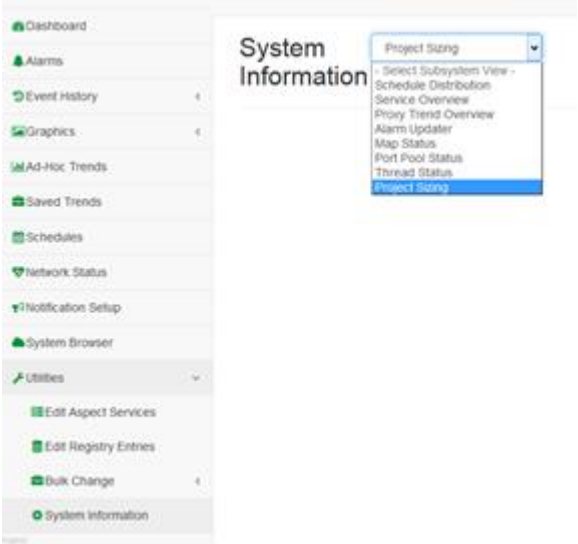 Dashboard
Alarms
Event History
Graphics
Ad-Hoc Trends
Saved Trends
Schedules
Network Status
Notification Setup
System Browser
Utilities
Edit Aspect Services
Edit Registry Entries
Bulk Change
System Information
System
Information
Project Sizing
- Select Subsystem View -
Schedule Distribution
Service Overview
Proxy Trend Overview
Alarm Updater
Map Status
Port Pool Status
Thread Status
Project Sizing